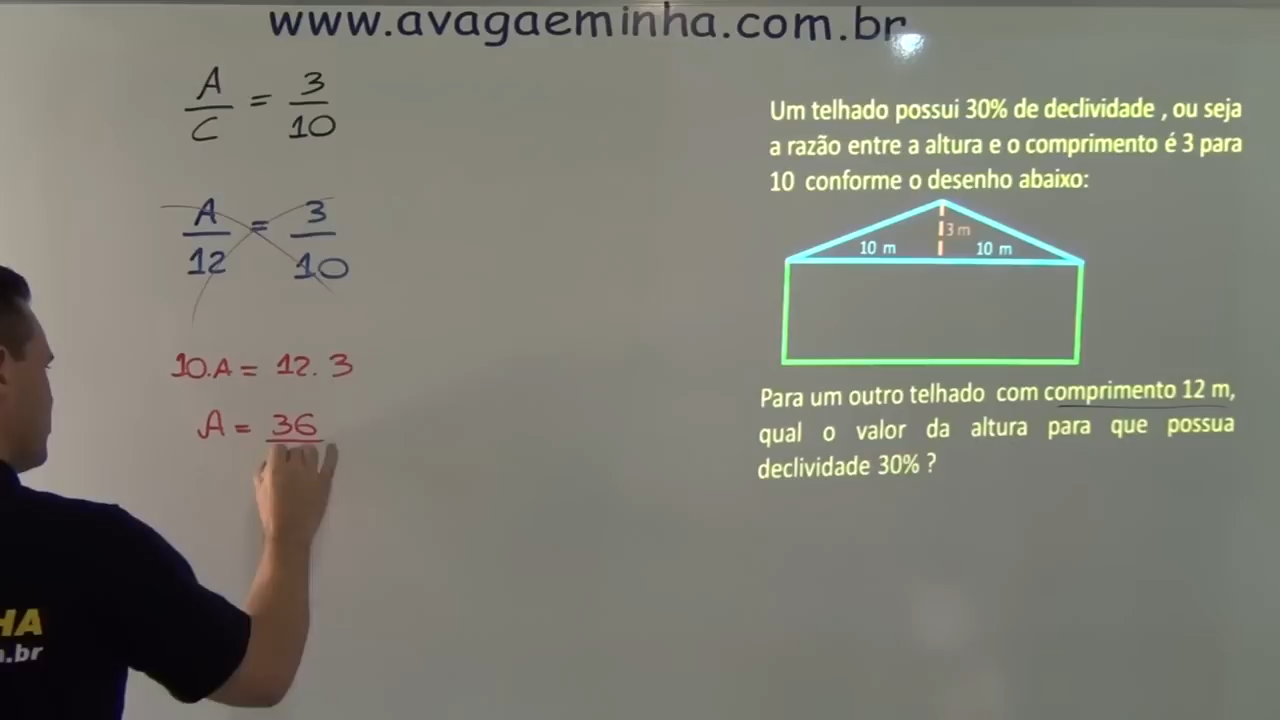 www.avagaeminha.com.br
A/C = 3/10
A/12 = 3/10
10.A = 12.3
A = 36
Um telhado possui 30% de declividade , ou seja
a razão entre a altura e o comprimento é 3 para
10 conforme o desenho abaixo:
3 m
10 m
10 m
Para um outro telhado com comprimento 12 m,
qual o valor da altura para que possua
declividade 30% ?
HA
.br